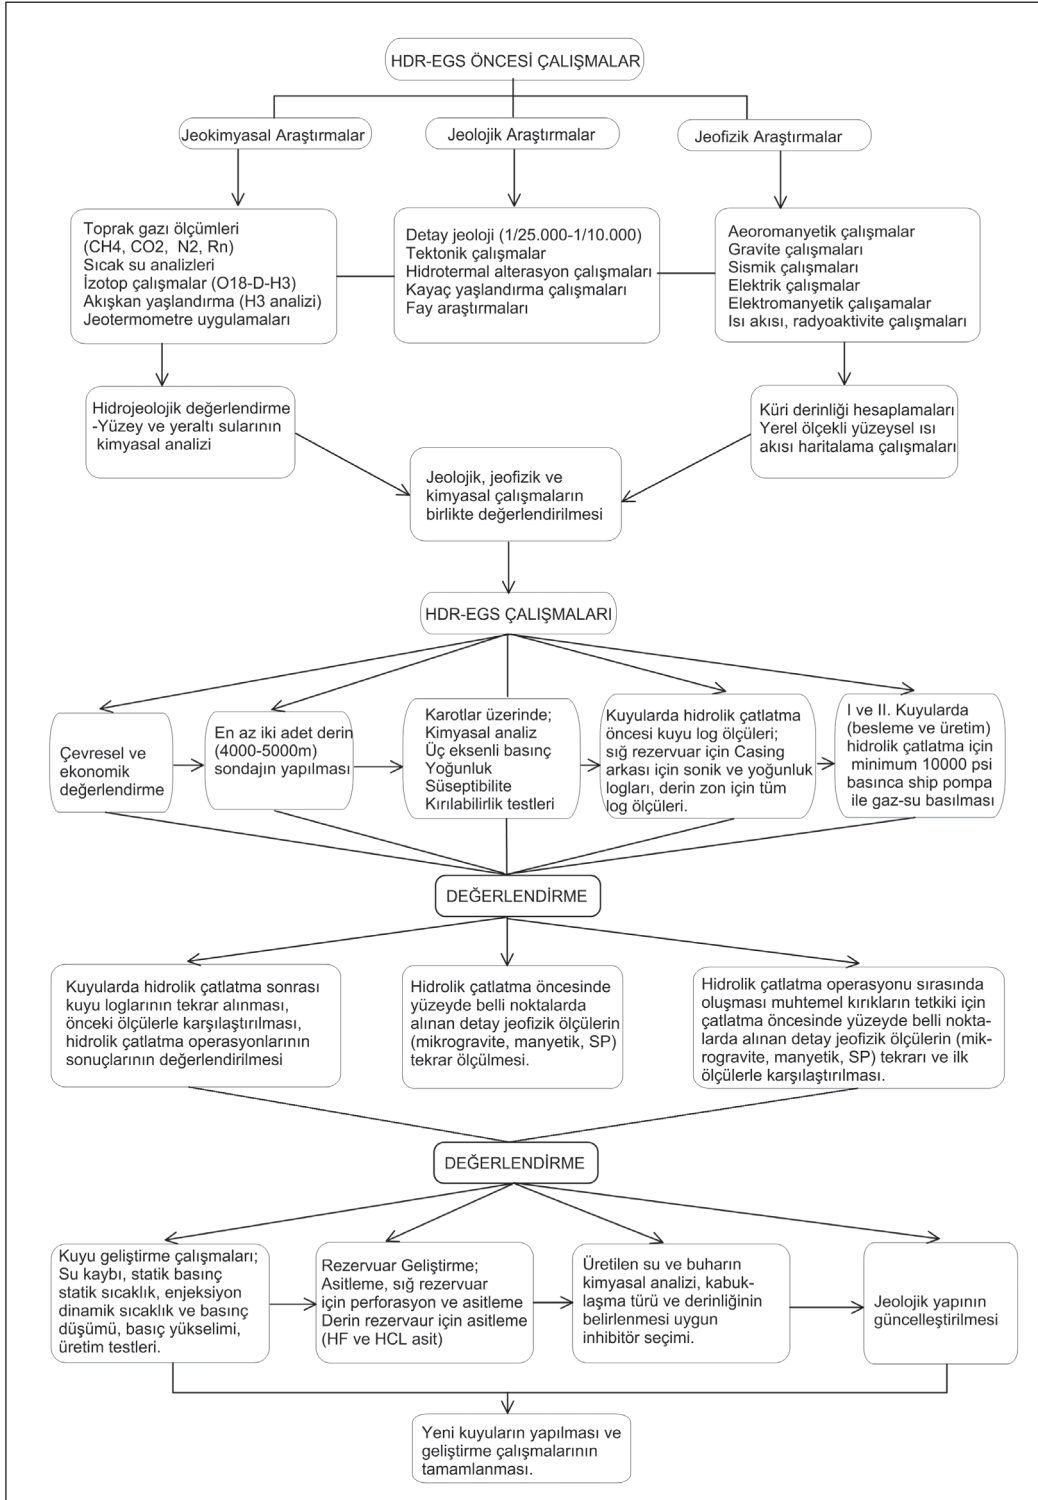 HDR-EGS ÖNCESİ ÇALIŞMALAR
Jeokimyasal Araştırmalar
Jeolojik Araştırmalar
Jeofizik Araştırmalar
Toprak gazı ölçümleri
(CH4, CO2, N2, Rn)
Sıcak su analizleri
İzotop çalışmalar (O18-D-H3)
Akışkan yaşlandırma (H3 analizi)
Jeotermometre uygulamaları
Detay jeoloji (1/25.000-1/10.000)
Tektonik çalışmalar
Hidrotermal alterasyon çalışmaları
Kayaç yaşlandırma çalışmaları
Fay araştırmaları
Aeoromanyetik çalışmalar
Gravite çalışmaları
Sismik çalışmaları
Elektrik çalışmalar
Elektromanyetik çalışamalar
Isı akısı, radyoaktivite çalışmaları
Hidrojeolojik değerlendirme
-Yüzey ve yeraltı sularının
kimyasal analizi
Küri derinliği hesaplamaları
Yerel ölçekli yüzeysel ısı
akısı haritalama çalışmaları
Jeolojik, jeofizik ve
kimyasal çalışmaların
birlikte değerlendirilmesi
HDR-EGS ÇALIŞMALARI
Çevresel ve
ekonomik
değerlendirme
En az iki adet derin
(4000-5000m)
sondajın yapılması
Karotlar üzerinde;
Kimyasal analiz
Üç eksenli basınç
Yoğunluk
Süseptibilite
Kırılabilirlik testleri
Kuyularda hidrolik çatlatma
öncesi kuyu log ölçüleri;
sığ rezervuar için Casing
arkası için sonik ve yoğunluk
logları, derin zon için tüm
log ölçüleri.
I ve II. Kuyularda
(besleme ve üretim)
hidrolik çatlatma için
minimum 10000 psi
basınca ship pompa
ile gaz-su basılması
DEĞERLENDİRME
Kuyularda hidrolik çatlatma sonrası
kuyu loglarının tekrar alınması,
önceki ölçülerle karşılaştırılması,
hidrolik çatlatma operasyonlarının
sonuçlarının değerlendirilmesi
Hidrolik çatlatma öncesinde
yüzeyde belli noktalarda
alınan detay jeofizik ölçülerin
(mikrogravite, manyetik, SP)
tekrar ölçülmesi.
Hidrolik çatlatma operasyonu sırasında
oluşması muhtemel kırıkların tetkiki için
çatlatma öncesinde yüzeyde belli nokta-
larda alınan detay jeofizik ölçülerin (mik-
rogravite, manyetik, SP) tekrarı ve ilk
ölçülerle karşılaştırılması.
DEĞERLENDİRME
Kuyu geliştirme çalışmaları;
Su kaybı, statik basınç
statik sıcaklık, enjeksiyon
dinamik sıcaklık ve basınç
düşümü, basıç yükselimi,
üretim testleri.
Rezervuar Geliştirme;
Asitleme, sığ rezervuar
için perforasyon ve asitleme
Derin rezervaur için asitleme
(HF ve HCL asit)
Üretilen su ve buharın
kimyasal analizi, kabuk-
laşma türü ve derinliğinin
belirlenmesi uygun
inhibitör seçimi.
Jeolojik yapının
güncelleştirilmesi
Yeni kuyuların yapılması ve
geliştirme çalışmalarının
tamamlanması.